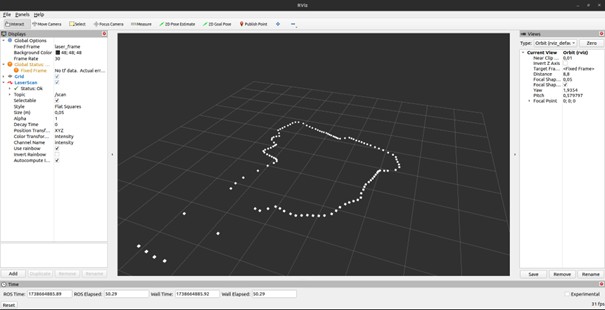 RViz
File Panels Help
Interact Move Camera Select Focus Camera Measure 2D Pose Estimate 2D Goal Pose Publish Point
Displays
Global Options
Fixed Frame laser_frame
Background Color 48; 48; 48
Frame Rate 30
Global Status: ...
Fixed Frame No tf data. Actual err...
Grid
LaserScan
Status: Ok
Topic /scan
Selectable
Style Flat Squares
Size (m) 0,05
Alpha 1
Decay Time 0
Position Transf... XYZ
Color Transfor... Intensity
Channel Name intensity
Use rainbow
Invert Rainbow
Autocompute I...
Add Duplicate Remove Rename
Views
Type: Orbit (rviz_defau Zero
Current View Orbit (rviz)
Near Clip ... 0,01
Invert Z Axis
Target Fra... <Fixed Frame>
Distance 8,8
Focal Shap... 0,05
Focal Shap...
Yaw 1,9354
Pitch 0,579797
Focal Point 0; 0; 0
Save Remove Rename
Time
ROS Time: 1738664885,89 ROS Elapsed: 50,29 Wall Time: 1738664885,92 Wall Elapsed: 50,29 Experimental
Reset 31 fps